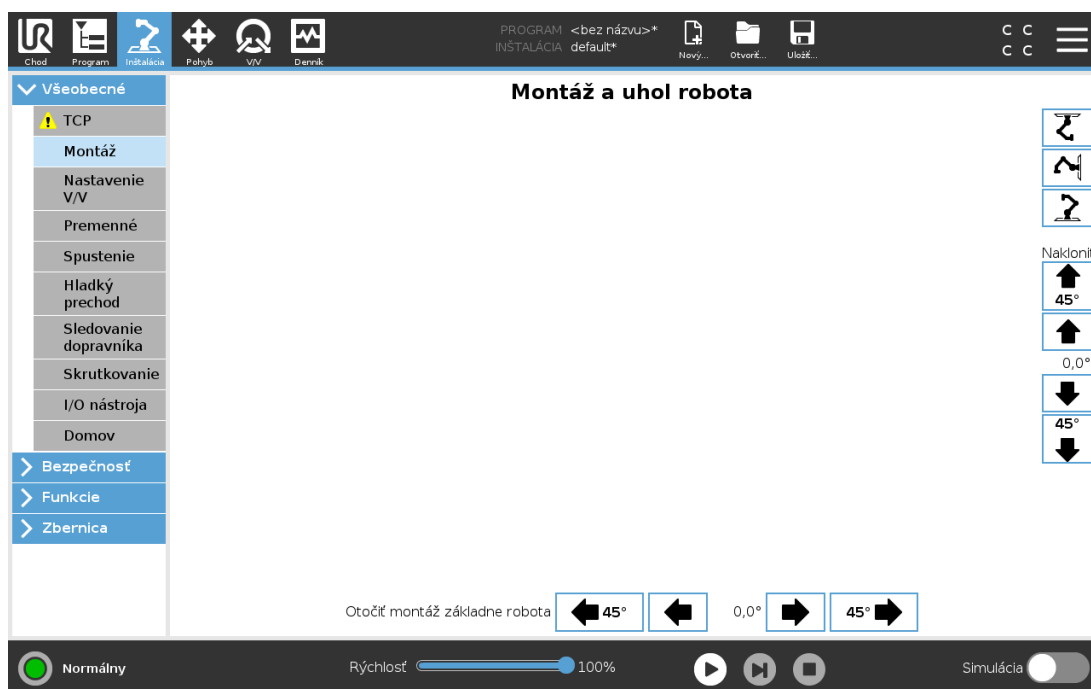 PROGRAM <bez názvu>*
INŠTALÁCIA default*
Chod Program Inštalácia Pohyb V/V Denník Nový... Otvoriť... Uložiť...
C C
C C
Všeobecné
TCP
Montáž
Nastavenie
V/V
Premenné
Spustenie
Hladký
prechod
Sledovanie
dopravníka
Skrutkovanie
I/O nástroja
Domov
Bezpečnosť
Funkcie
Zbernica
Montáž a uhol robota
Nakloniť
45°
0,0°
45°
Otočiť montáž základne robota 45° 0,0° 45°
Normálny Rýchlosť 100% Simulácia